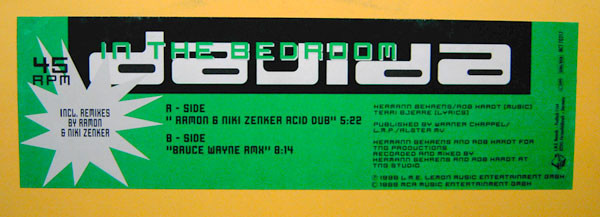 IN THE BEDROOM
davida
45
RPM
INCL. REMIXES
BY RAMON
& NIKI ZENKER
A - SIDE
" RAMON & NIKI ZENKER ACID DUB" 5:22
B - SIDE
"BRUCE WAYNE RMX" 8:14
HERMANN BEHRENS/ROB HARDT (MUSIC)
TERRI BJERRE (LYRICS)
PUBLISHED BY WARNER CHAPPEL/
L.M.P./ALSTER MV.
HERMANN BEHRENS AND ROB HARDT FOR
TNG PRODUCTIONS
RECORDED AND MIXED BY
HERMANN BEHRENS AND ROB HARDT AT
TNG STUDIO.
℗ 1998 L.M.E. LEMON MUSIC ENTERTAINMENT GMBH
© 1998 MCA MUSIC ENTERTAINMENT GMBH